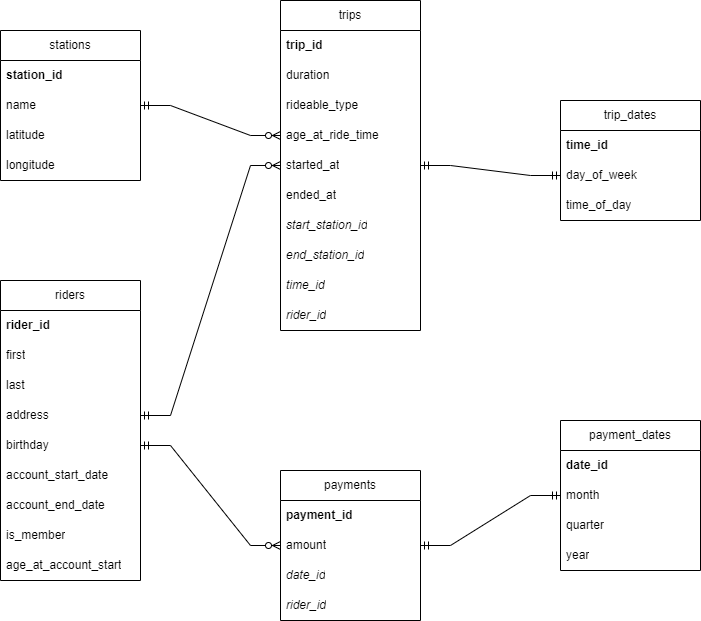 stations
station_id
name
latitude
longitude
trips
trip_id
duration
rideable_type
age_at_ride_time
started_at
ended_at
start_station_id
end_station_id
time_id
rider_id
trip_dates
time_id
day_of_week
time_of_day
riders
rider_id
first
last
address
birthday
account_start_date
account_end_date
is_member
age_at_account_start
payments
payment_id
amount
date_id
rider_id
payment_dates
date_id
month
quarter
year